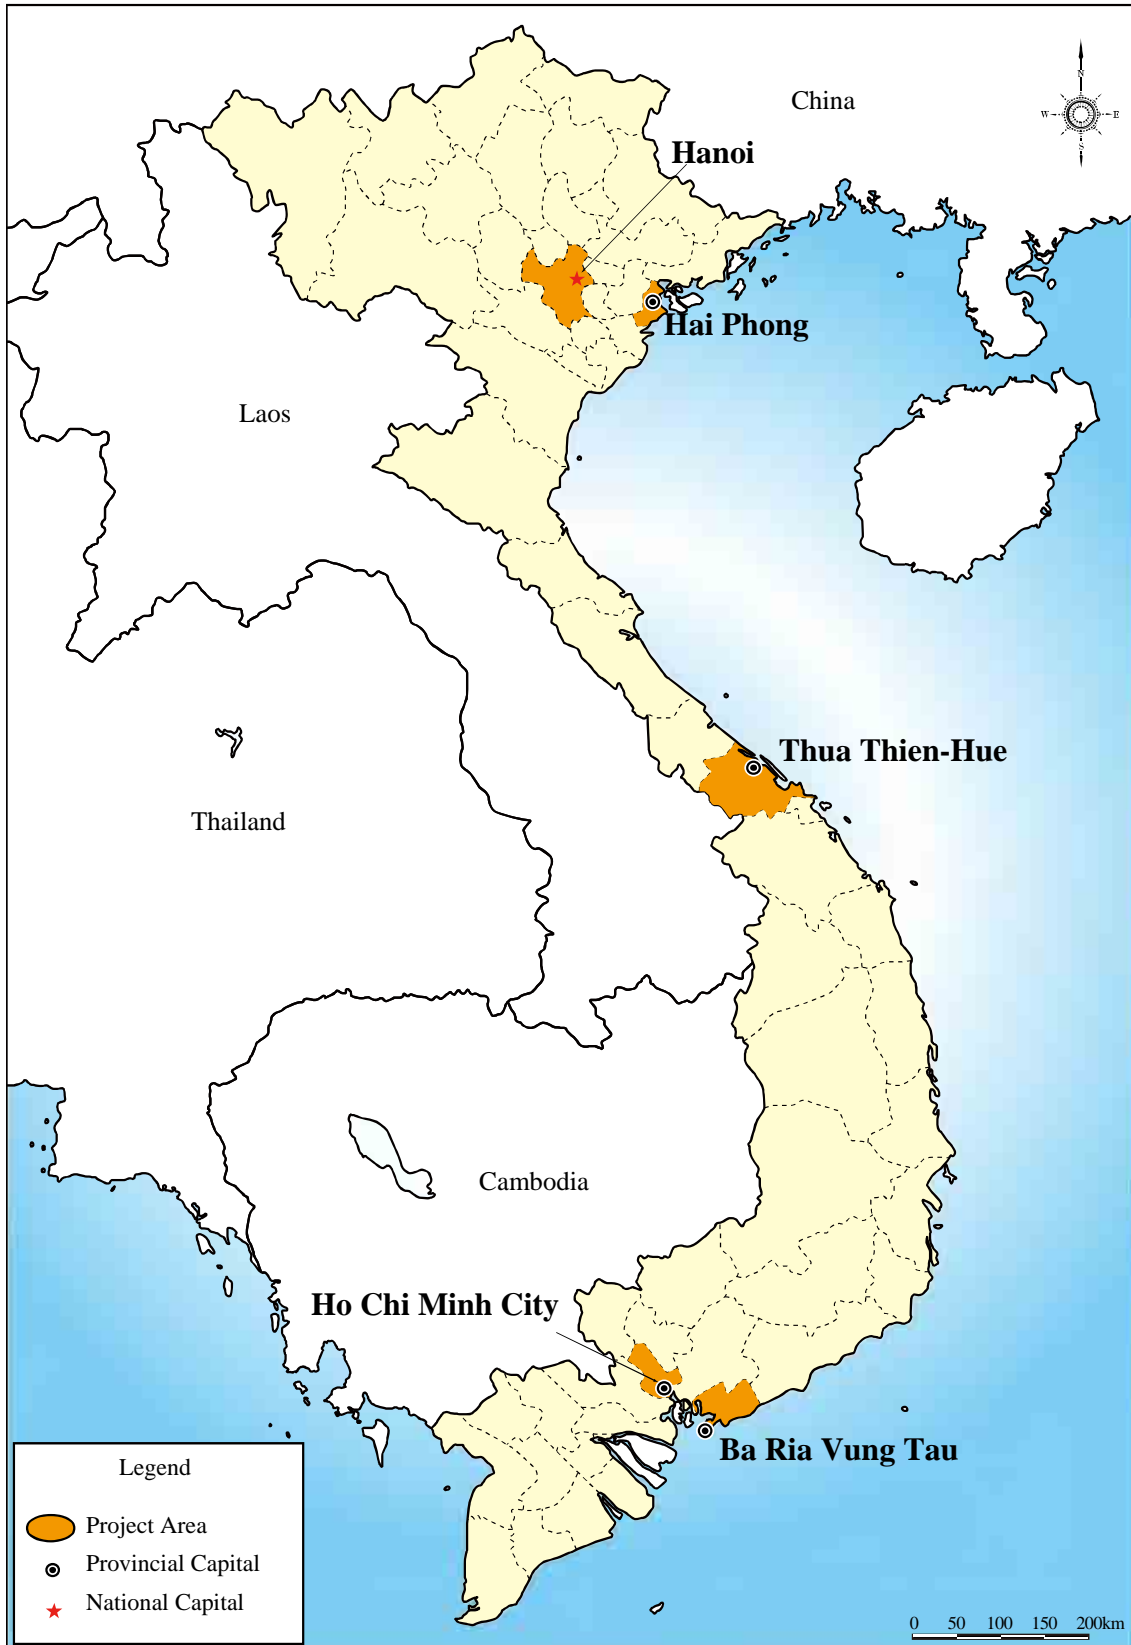 China
N
W
E
S
Hanoi
Hai Phong
Laos
Thua Thien-Hue
Thailand
Cambodia
Ho Chi Minh City
Ba Ria Vung Tau
Legend
Project Area
Provincial Capital
National Capital
0 50 100 150 200km